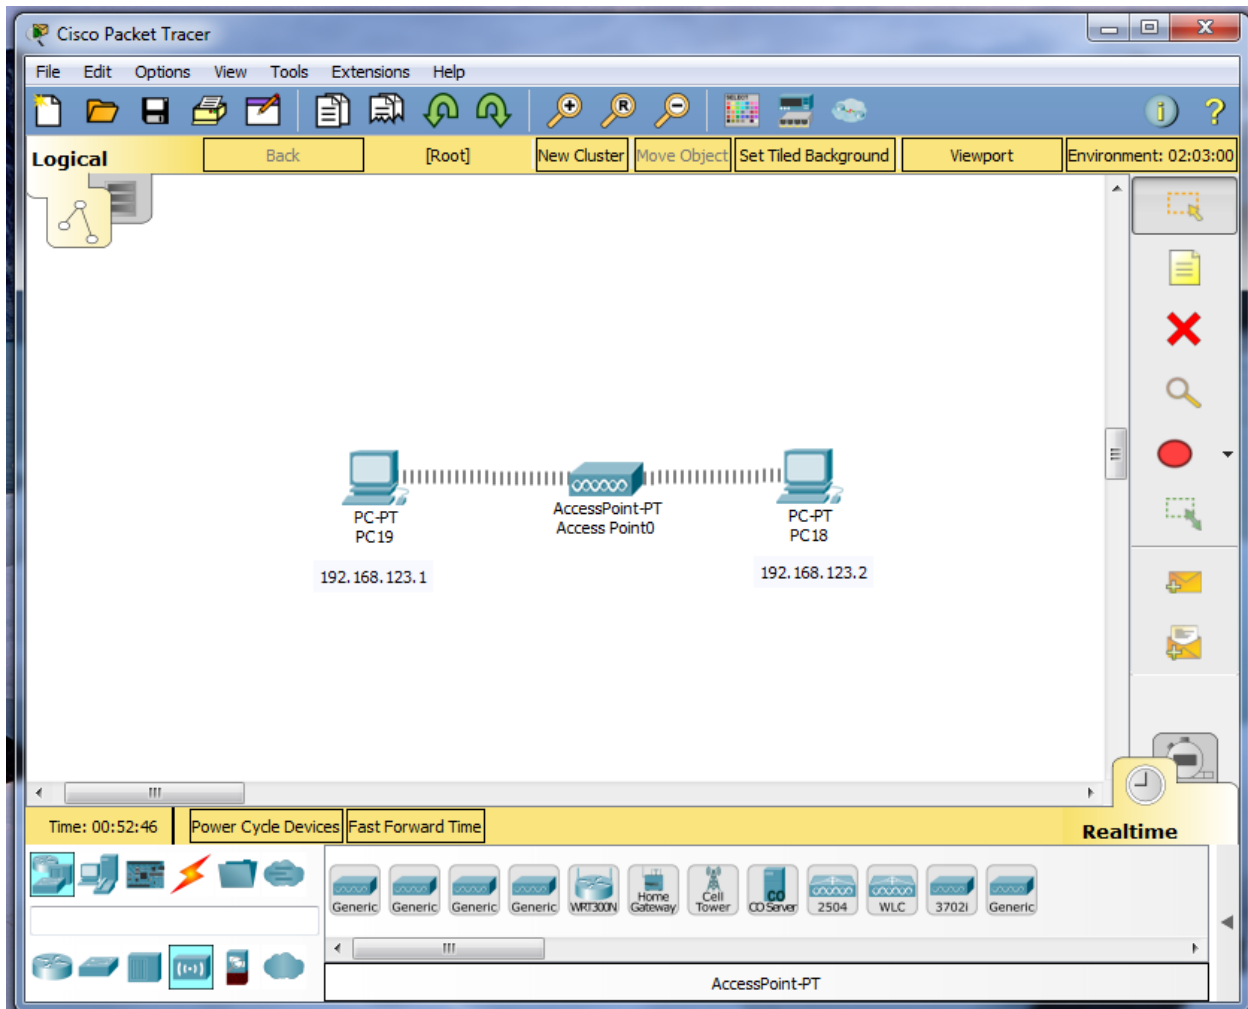 Cisco Packet Tracer
File Edit Options View Tools Extensions Help
SELECT
R
i ?
Logical Back [Root] New Cluster Move Object Set Tiled Background Viewport Environment: 02:03:00
PC-PT
PC19
192.168.123.1
AccessPoint-PT
Access Point0
PC-PT
PC18
192.168.123.2
Time: 00:52:46 Power Cycle Devices Fast Forward Time Realtime
CO
Generic Generic Generic Generic WRT300N Home Gateway Cell Tower CO Server 2504 WLC 3702i Generic
AccessPoint-PT